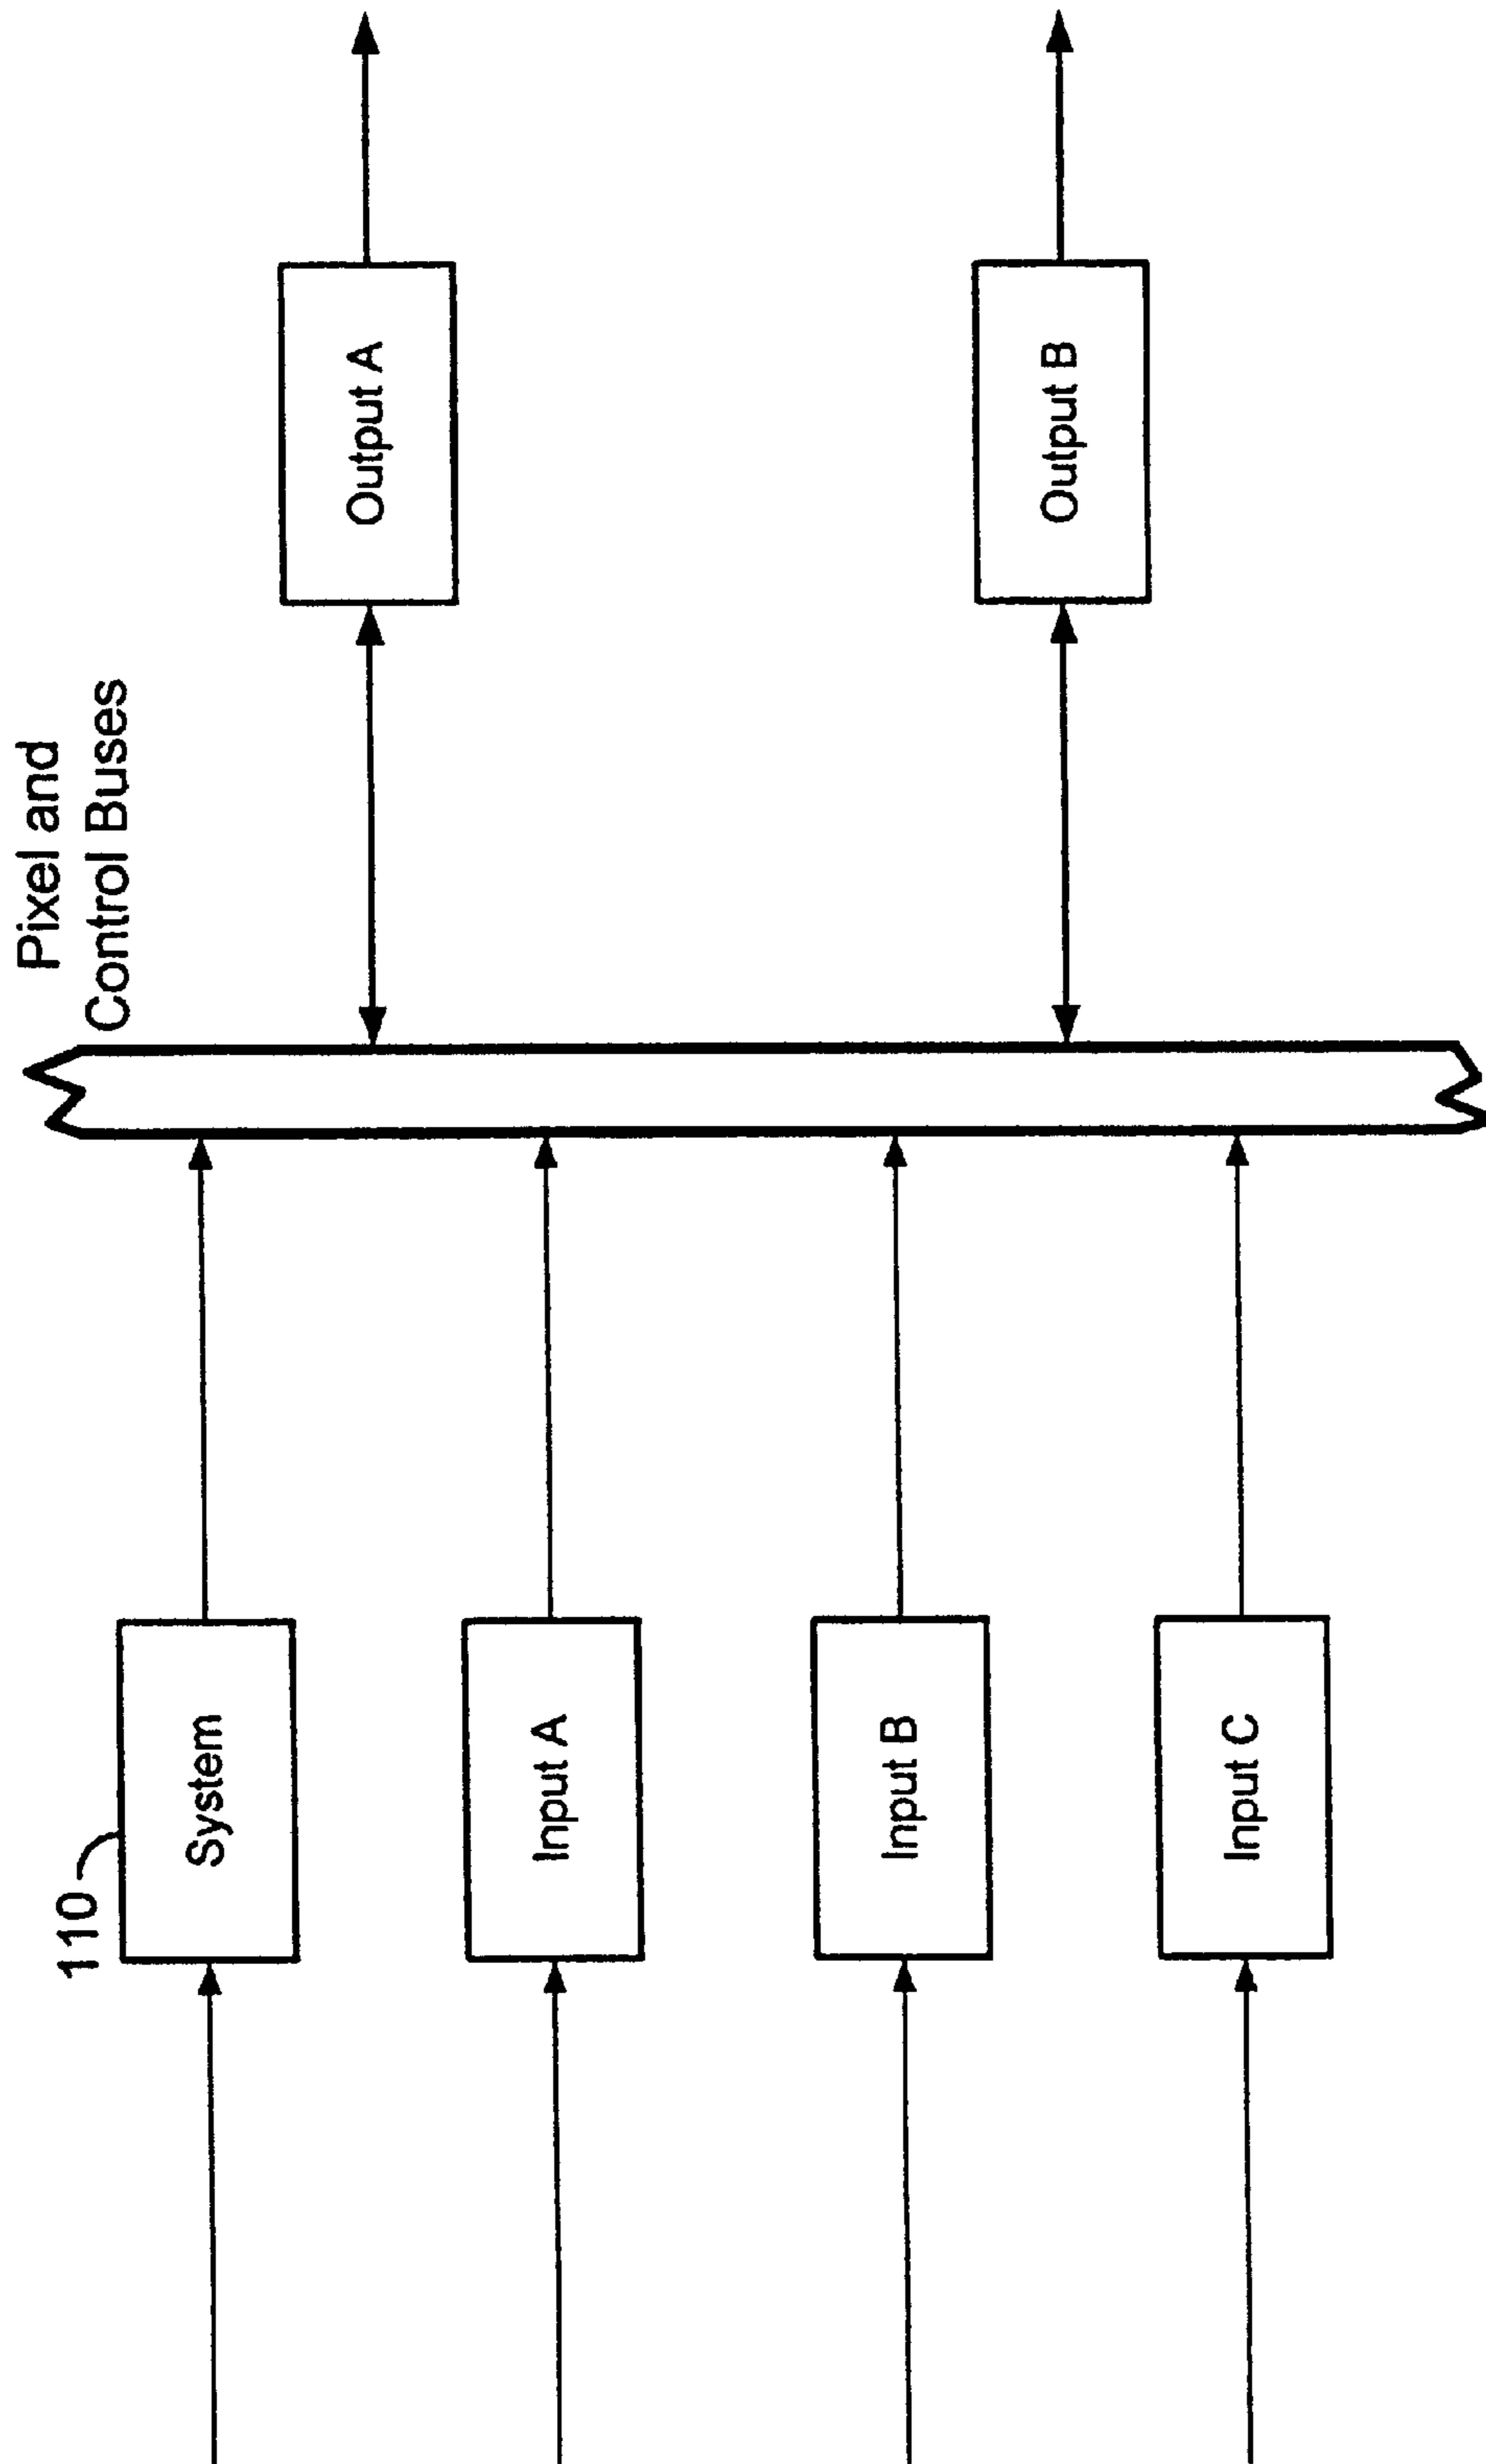 110
System
Input A
Input B
Input C
Pixel and
Control Buses
Output A
Output B